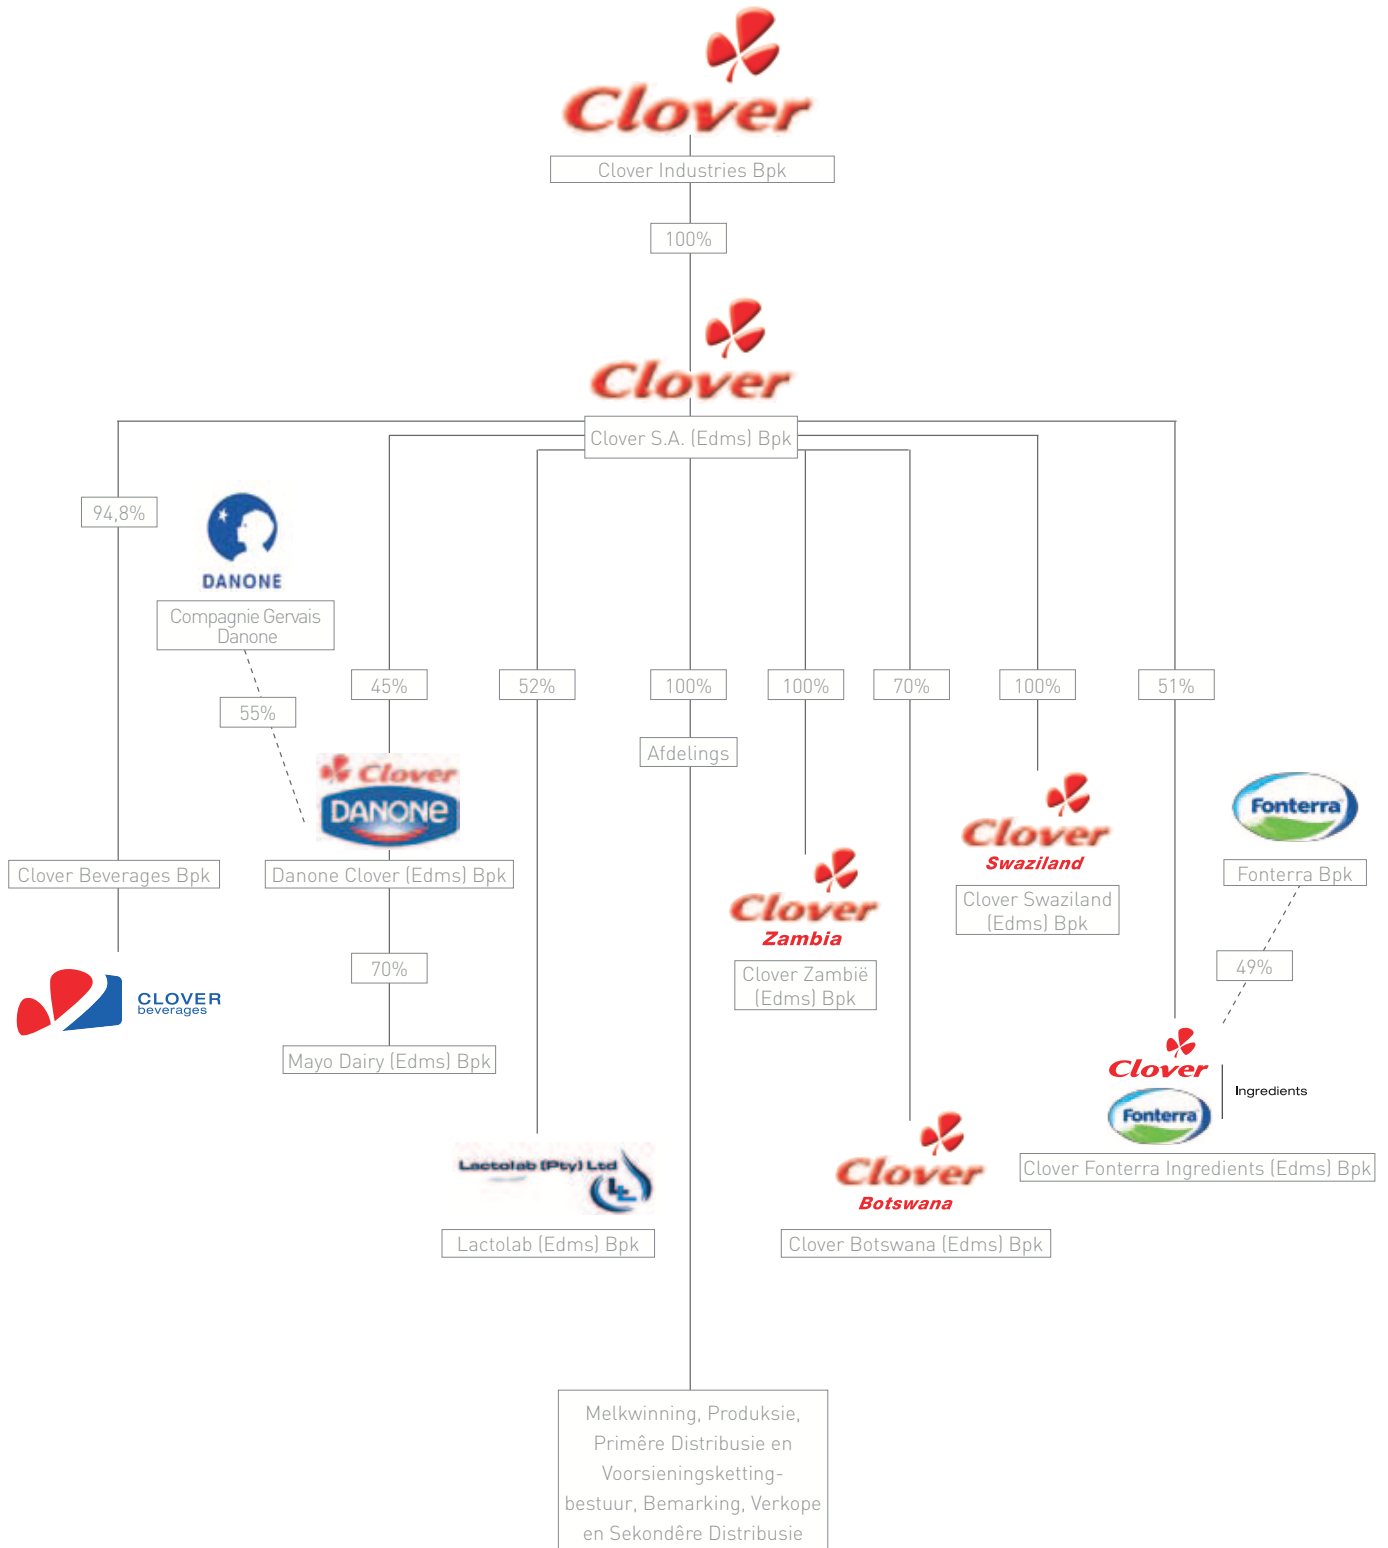 Clover
Clover Industries Bpk
100%
Clover
Clover S.A. (Edms) Bpk
94,8%
DANONE
Compagnie Gervais
Danone
55%
45%
52%
100%
100%
70%
100%
51%
Afdelings
Clover
DANONE
Clover Beverages Bpk
Danone Clover (Edms) Bpk
CLOVER
beverages
70%
Mayo Dairy (Edms) Bpk
Lactolab (Pty) Ltd
LL
Lactolab (Edms) Bpk
Clover
Zambia
Clover Zambië
(Edms) Bpk
Clover
Swaziland
Clover Swaziland
(Edms) Bpk
Fonterra
Fonterra Bpk
49%
Clover
Fonterra
Ingredients
Clover Fonterra Ingredients (Edms) Bpk
Clover
Botswana
Clover Botswana (Edms) Bpk
Melkwinning, Produksie,
Primêre Distribusie en
Voorsieningsketting-
bestuur, Bemarking, Verkope
en Sekondêre Distribusie